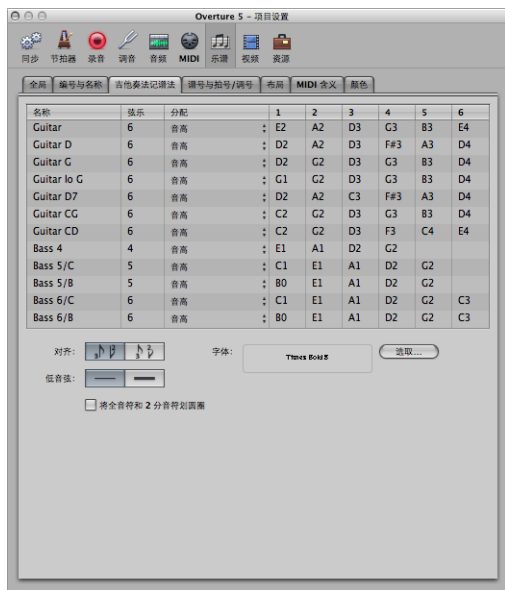 Overture 5 – 项目设置
同步 节拍器 录音 调音 音频 MIDI 乐谱 视频 资源
全局 编号与名称 吉他奏法记谱法 谱号与拍号/调号 布局 MIDI 含义 颜色
名称 弦乐 分配 1 2 3 4 5 6
Guitar 6 音高 E2 A2 D3 G3 B3 E4
Guitar D 6 音高 D2 A2 D3 F#3 A3 D4
Guitar G 6 音高 D2 G2 D3 G3 B3 D4
Guitar lo G 6 音高 G1 G2 D3 G3 B3 D4
Guitar D7 6 音高 D2 A2 C3 F#3 A3 D4
Guitar CG 6 音高 C2 G2 D3 G3 B3 D4
Guitar CD 6 音高 C2 G2 D3 F3 C4 E4
Bass 4 4 音高 E1 A1 D2 G2
Bass 5/C 5 音高 C1 E1 A1 D2 G2
Bass 5/B 5 音高 B0 E1 A1 D2 G2
Bass 6/C 6 音高 C1 E1 A1 D2 G2 C3
Bass 6/B 6 音高 B0 E1 A1 D2 G2 C3
对齐: 3 3 字体: Times Bold 8 选取...
低音弦:
将全音符和 2 分音符划圆圈